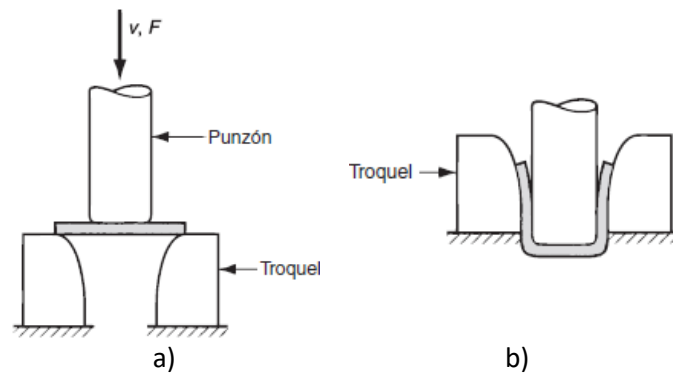 v, F
Punzón
Troquel
Troquel
a)
b)